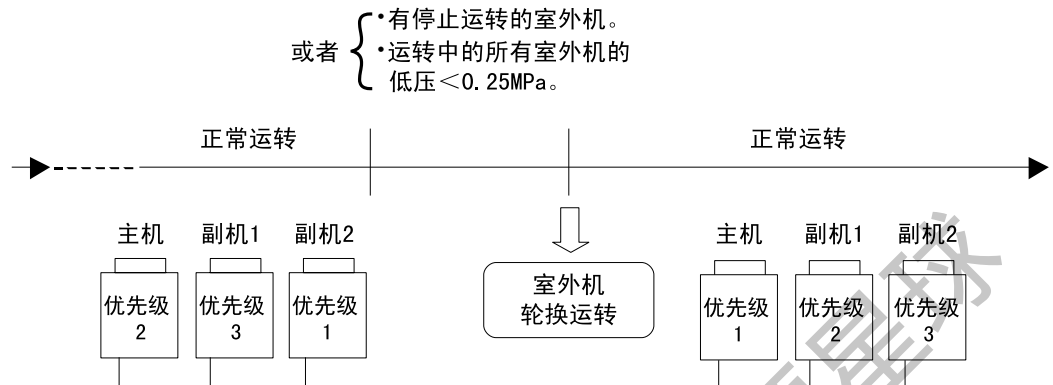 •有停止运转的室外机。
或者
•运转中的所有室外机的
低压＜0.25MPa。
正常运转
正常运转
主机 副机1 副机2
主机 副机1 副机2
优先级 2
优先级 3
优先级 1
室外机
轮换运转
优先级 1
优先级 2
优先级 3
星球